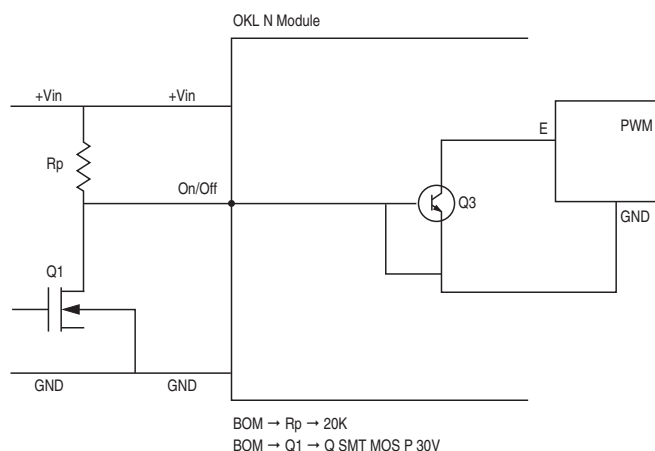 OKL N Module
+Vin +Vin
E PWM
Rp
On/Off
Q3
GND
Q1
GND GND
BOM → Rp → 20K
BOM → Q1 → Q SMT MOS P 30V